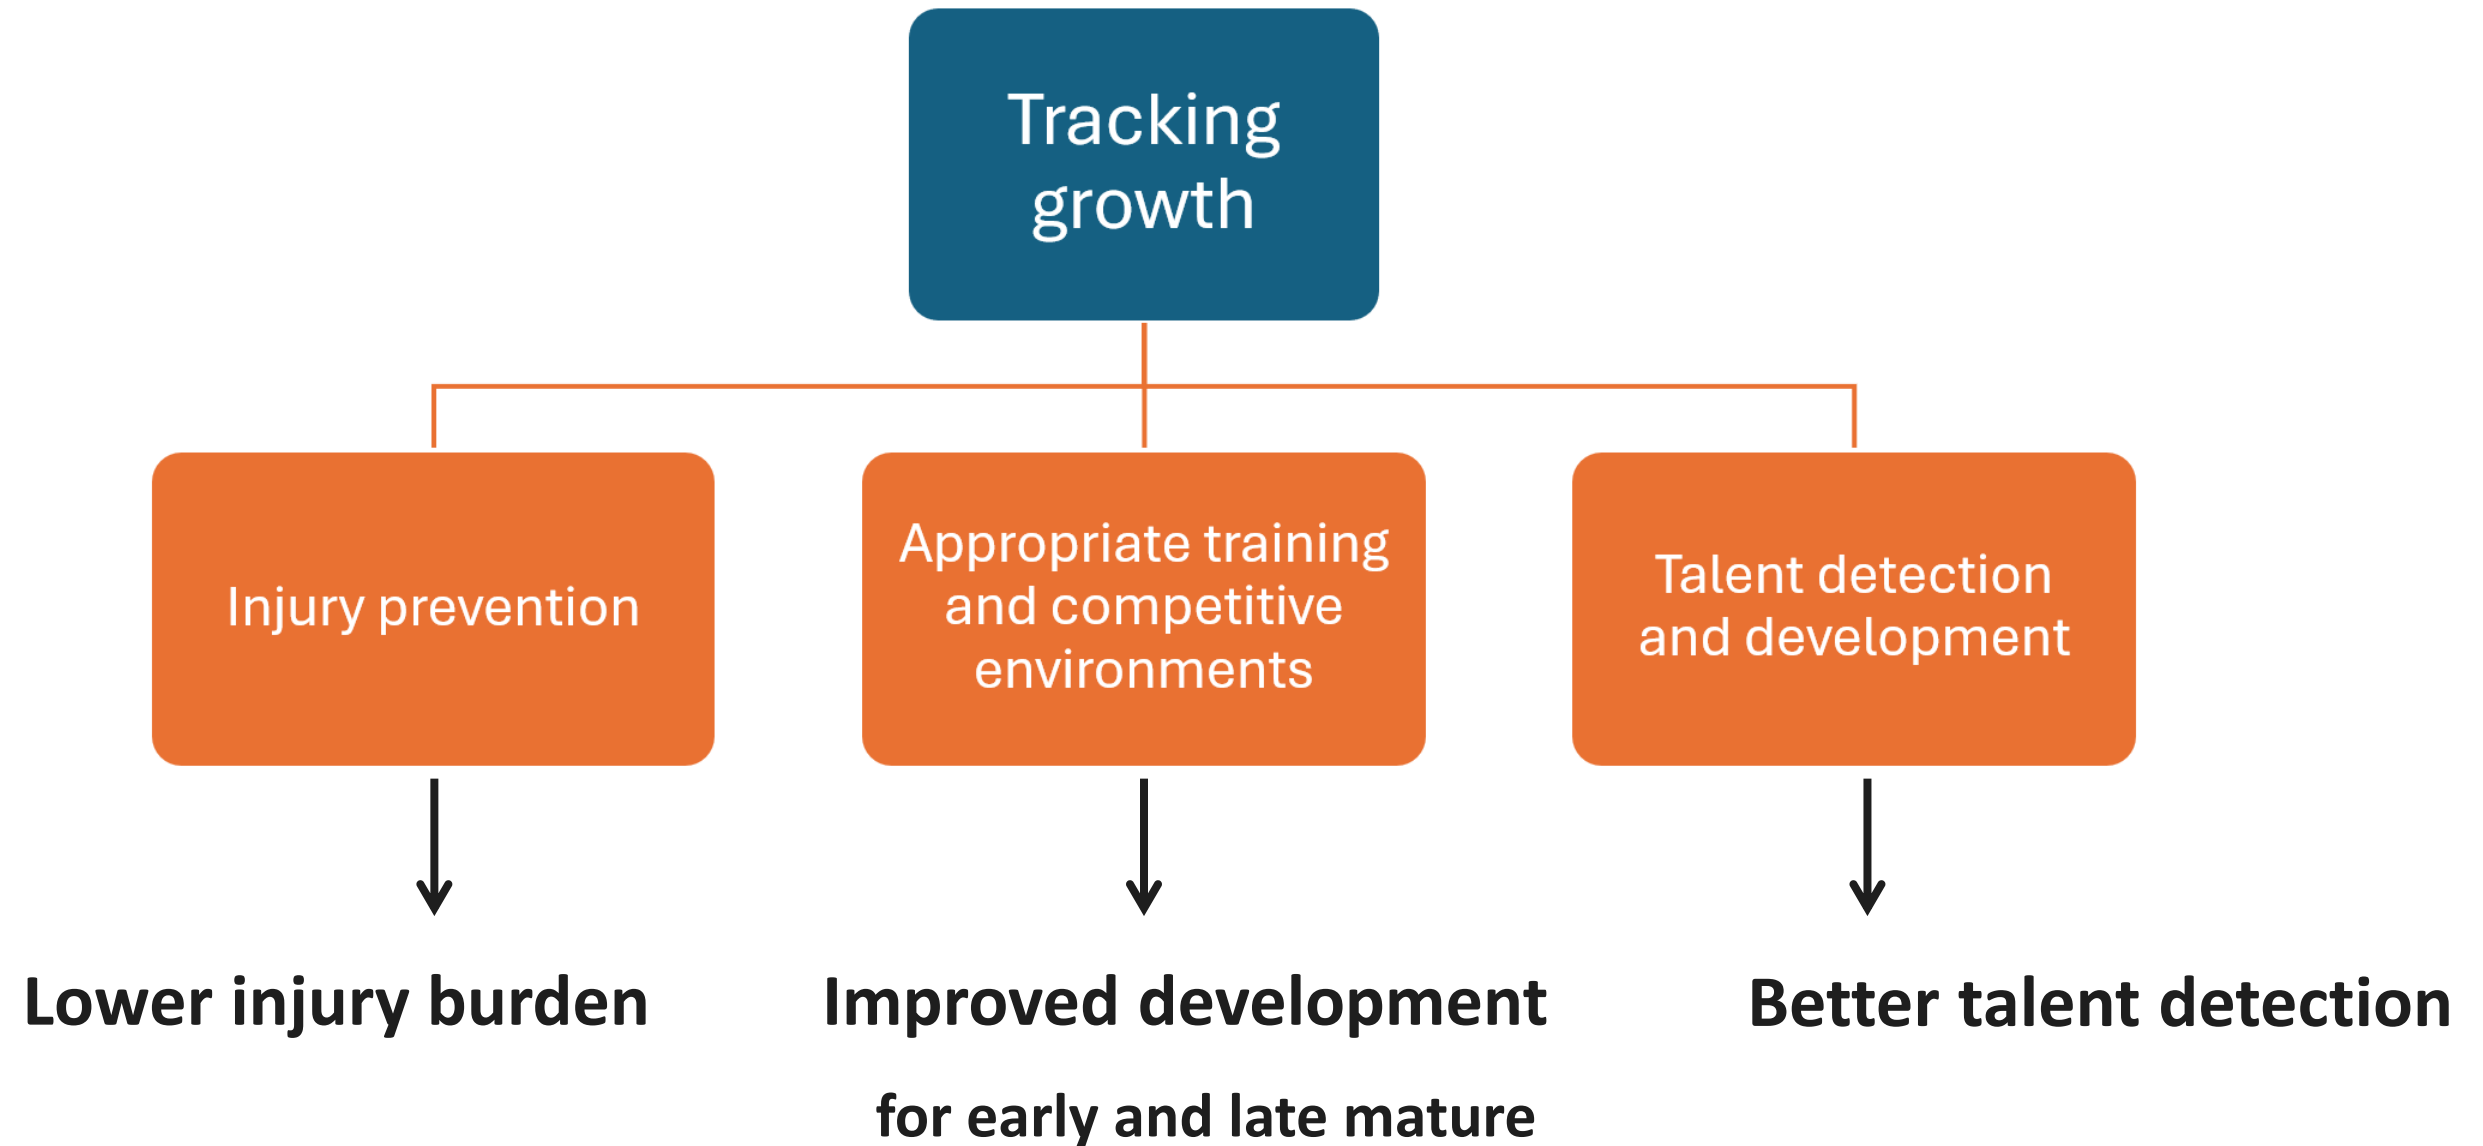 Tracking
growth
Injury prevention
Appropriate training
and competitive
environments
Talent detection
and development
Lower injury burden
Improved development
for early and late mature
Better talent detection